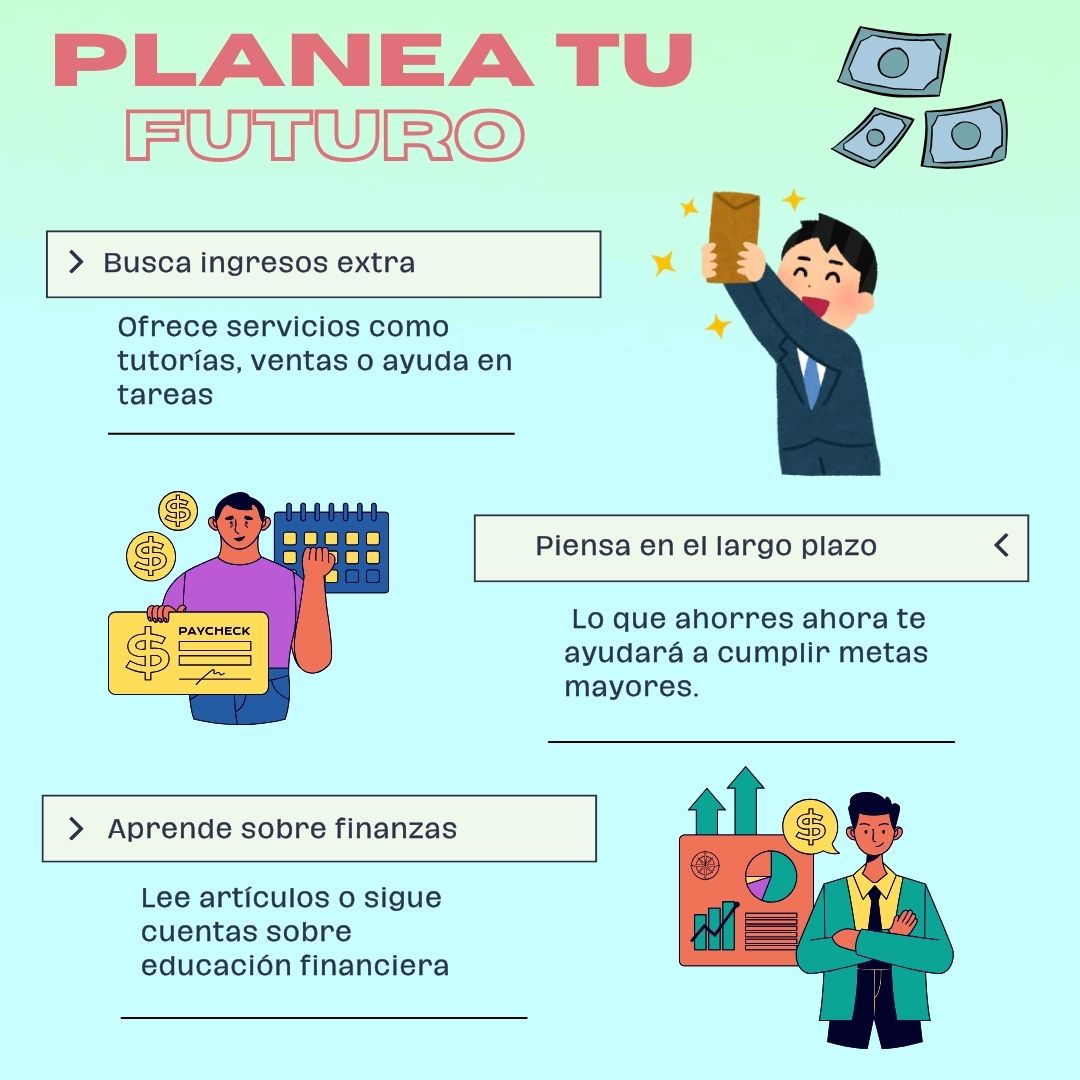 PLANEA TU
FUTURO
Busca ingresos extra
Ofrece servicios como
tutorías, ventas o ayuda en
tareas
PAYCHECK
Piensa en el largo plazo
Lo que ahorres ahora te
ayudará a cumplir metas
mayores.
Aprende sobre finanzas
Lee artículos o sigue
cuentas sobre
educación financiera